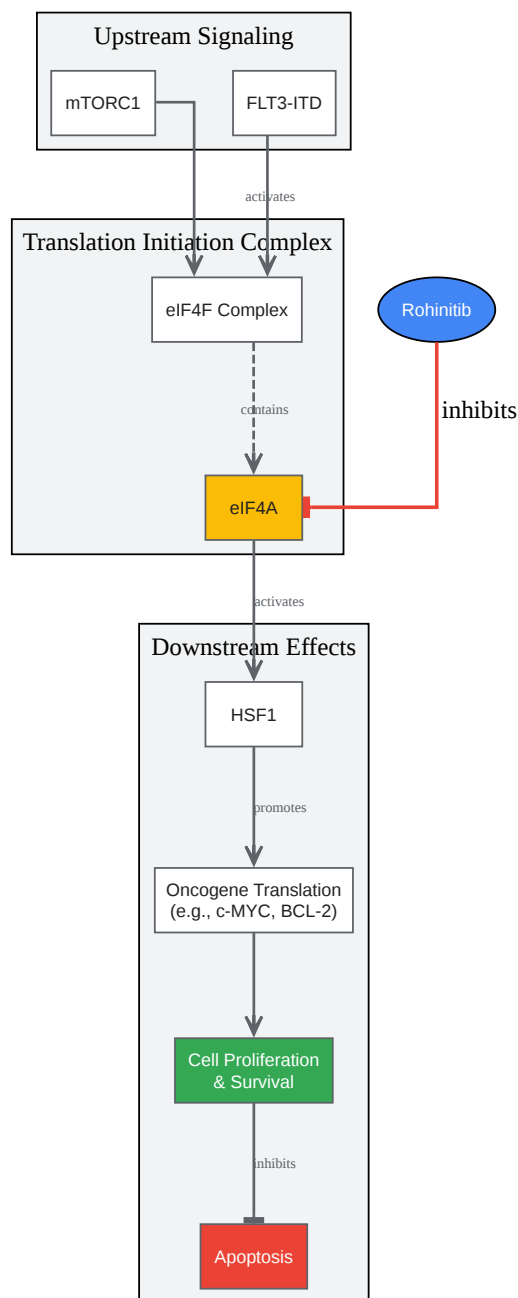 Upstream Signaling
mTORC1
FLT3-ITD
activates
Translation Initiation Complex
eIF4F Complex
Rohinitib
contains
inhibits
eIF4A
activates
Downstream Effects
HSF1
promotes
Oncogene Translation
(e.g., c-MYC, BCL-2)
Cell Proliferation
& Survival
inhibits
Apoptosis